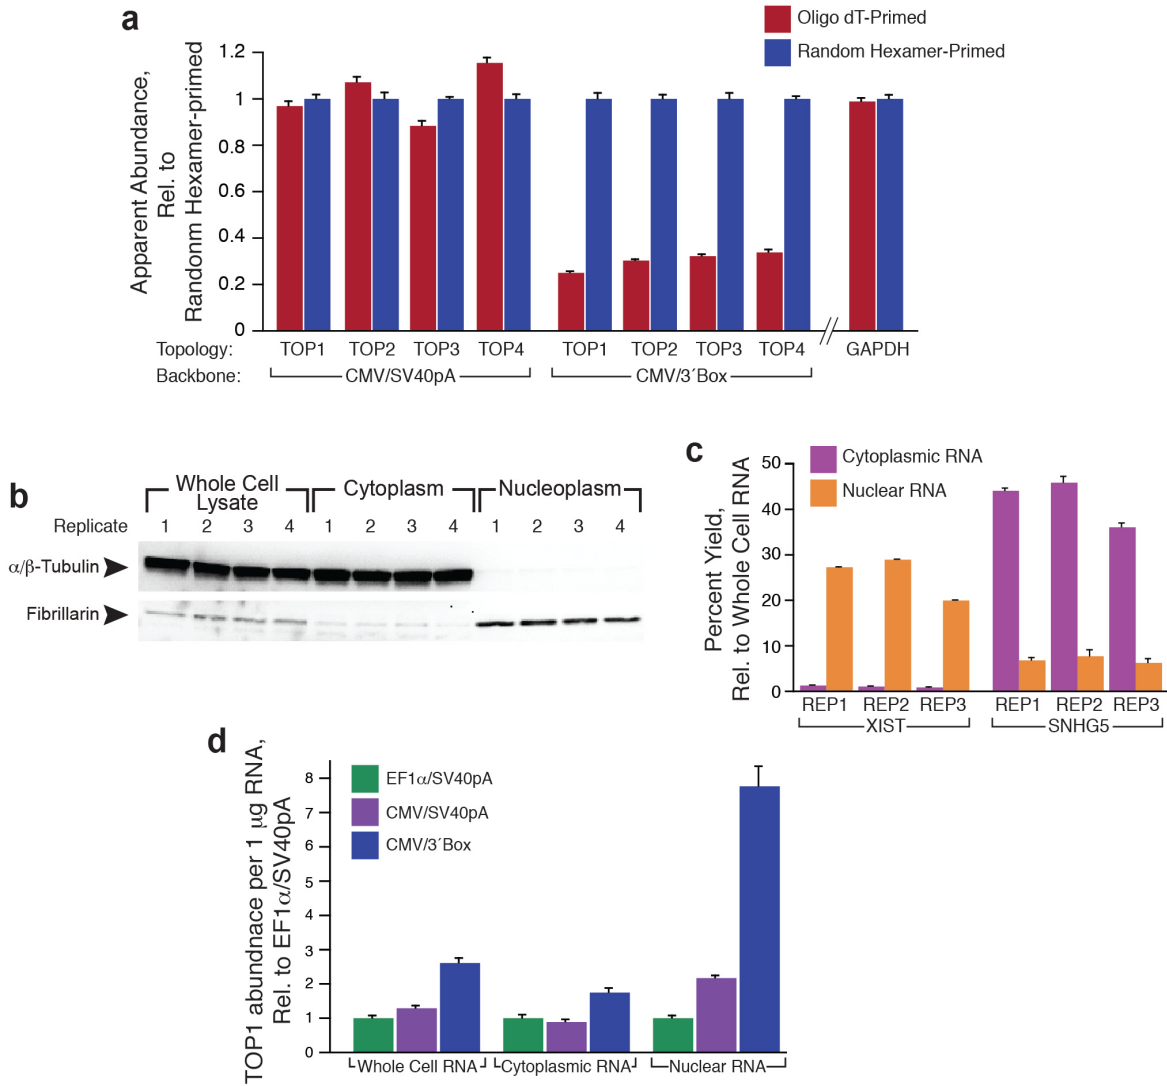 a
Oligo dT-Primed
Random Hexamer-Primed
Apparent Abundance,
Rel. to
Randonm Hexamer-primed
1.2
1
0.8
0.6
0.4
0.2
0
Topology: TOP1 TOP2 TOP3 TOP4 TOP1 TOP2 TOP3 TOP4 GAPDH
Backbone: CMV/SV40pA CMV/3´Box
b
Whole Cell
Lysate
Cytoplasm
Nucleoplasm
Replicate 1 2 3 4 1 2 3 4 1 2 3 4
α/β-Tubulin
Fibrillarin
c
Cytoplasmic RNA
Nuclear RNA
Percent Yield,
Rel. to Whole Cell RNA
50
40
30
20
10
0
REP1 REP2 REP3 REP1 REP2 REP3
XIST SNHG5
d
EF1α/SV40pA
CMV/SV40pA
CMV/3´Box
TOP1 abundnace per 1 µg RNA,
Rel. to EF1α/SV40pA
8
7
6
5
4
3
2
1
0
Whole Cell RNA Cytoplasmic RNA Nuclear RNA